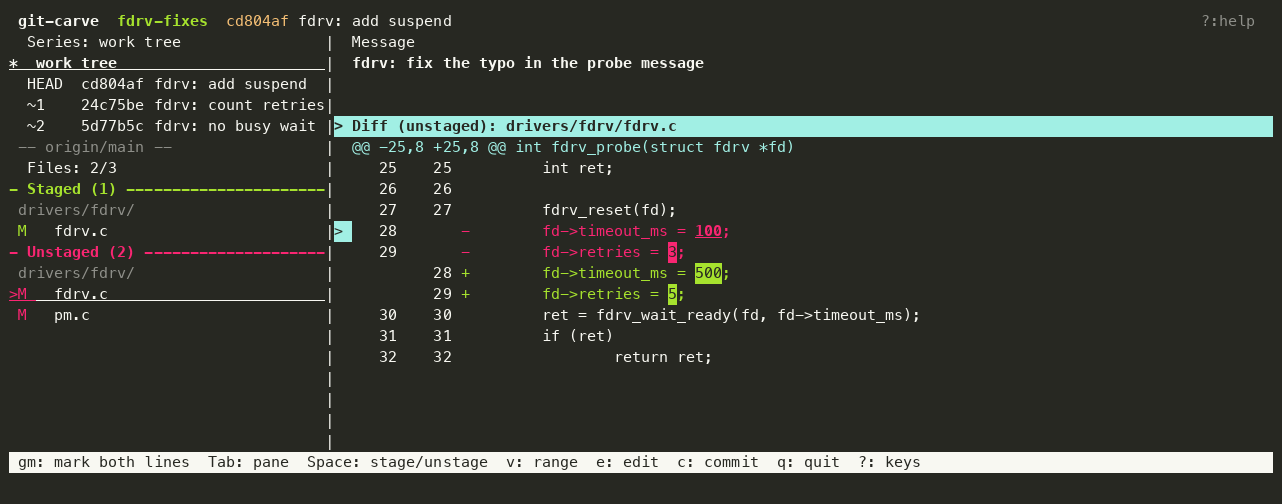 git-carve  fdrv-fixes  cd804af fdrv: add suspend  ?:help
  Series: work tree                |  Message
*  work tree                       |  fdrv: fix the typo in the probe message
  HEAD  cd804af fdrv: add suspend  |
  ~1    24c75be fdrv: count retries|
  ~2    5d77b5c fdrv: no busy wait |> Diff (unstaged): drivers/fdrv/fdrv.c
 -- origin/main --                 |  @@ -25,8 +25,8 @@ int fdrv_probe(struct fdrv *fd)
  Files: 2/3                       |     25    25          int ret;
- Staged (1) ----------------------|     26    26
 drivers/fdrv/                     |     27    27          fdrv_reset(fd);
 M   fdrv.c                        |>    28       -        fd->timeout_ms = 100;
- Unstaged (2) --------------------|     29       -        fd->retries = 3;
 drivers/fdrv/                     |           28 +        fd->timeout_ms = 500;
>M   fdrv.c                        |           29 +        fd->retries = 5;
 M   pm.c                          |     30    30          ret = fdrv_wait_ready(fd, fd->timeout_ms);
                                   |     31    31          if (ret)
                                   |     32    32                  return ret;
                                   |
                                   |
                                   |
                                   |
gm: mark both lines  Tab: pane  Space: stage/unstage  v: range  e: edit  c: commit  q: quit  ?: keys